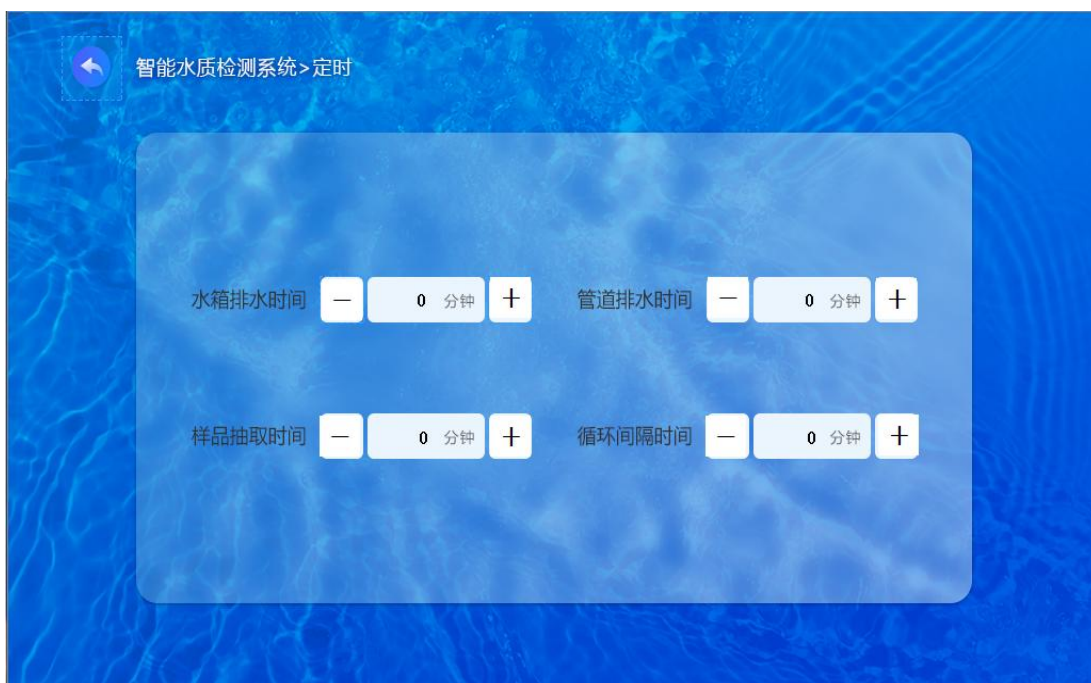 智能水质检测系统>定时
水箱排水时间 － 0 分钟 ＋ 管道排水时间 － 0 分钟 ＋
样品抽取时间 － 0 分钟 ＋ 循环间隔时间 － 0 分钟 ＋